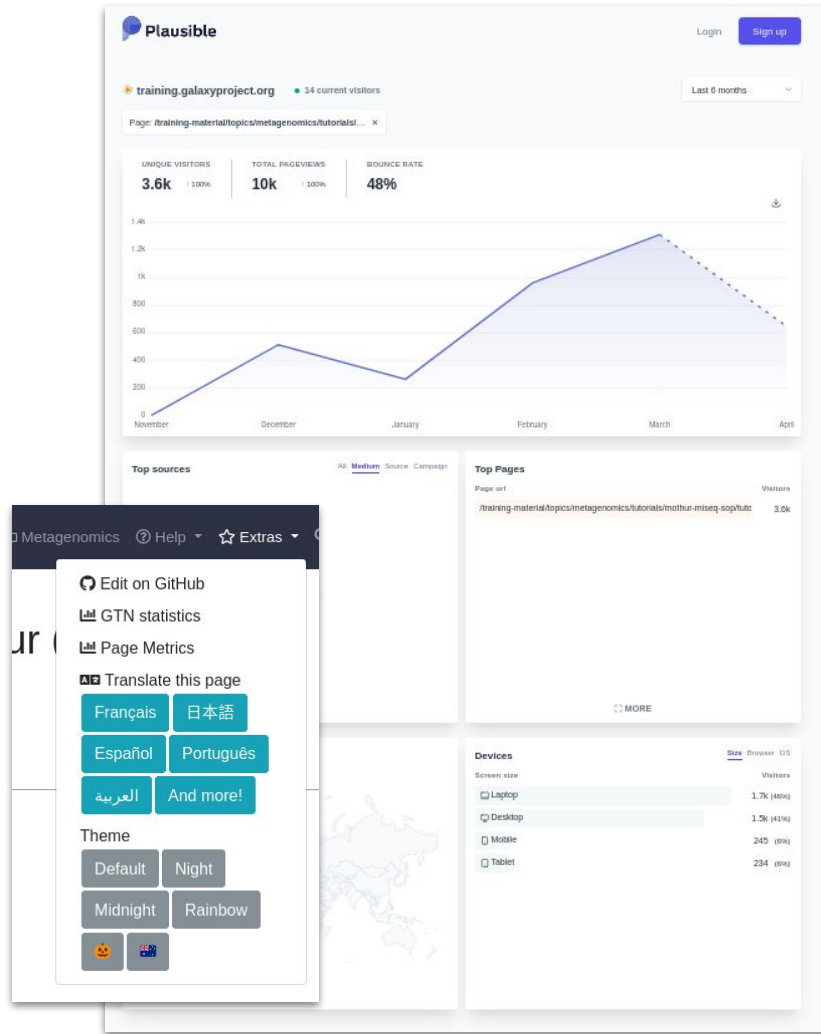 Plausible
Login
Sign up
training.galaxyproject.org
14 current visitors
Last 6 months
Page: /training-material/topics/metagenomics/tutorials/... ×
UNIQUE VISITORS
3.6k ↑ 100%
TOTAL PAGEVIEWS
10k ↑ 100%
BOUNCE RATE
48%
1.4k
1.2k
1k
800
600
400
200
0
November December January February March April
Top sources
All Medium Source Campaign
Top Pages
Page url Visitors
/training-material/topics/metagenomics/tutorials/mothur-miseq-sop/tuto 3.6k
MORE
Metagenomics Help Extras
ur (
Edit on GitHub
GTN statistics
Page Metrics
Translate this page
Français 日本語
Español Português
العربية And more!
Theme
Default Night
Midnight Rainbow
Devices
Size Browser OS
Screen size Visitors
Laptop 1.7k (46%)
Desktop 1.5k (41%)
Mobile 245 (6%)
Tablet 234 (6%)